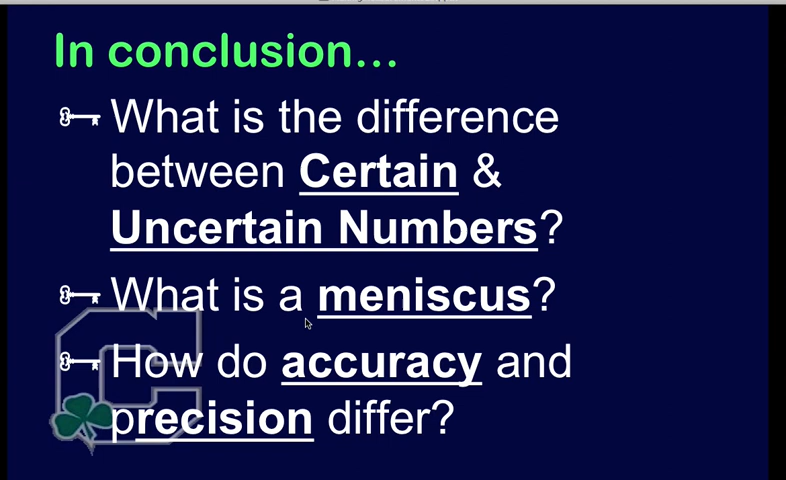 In conclusion...
What is the difference
between Certain &
Uncertain Numbers?
What is a meniscus?
How do accuracy and
precision differ?